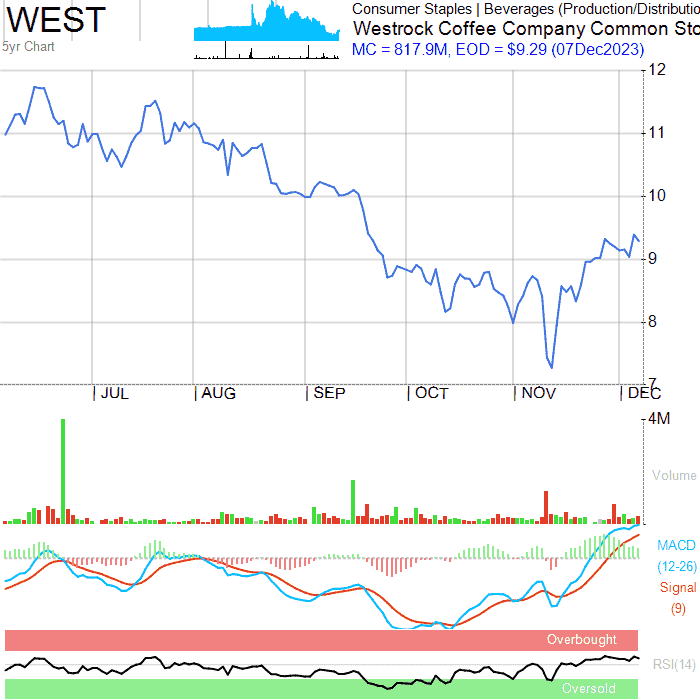 WEST
5yr Chart
Consumer Staples | Beverages (Production/Distributio
Westrock Coffee Company Common Sto
MC = 817.9M, EOD = $9.29 (07Dec2023)
12
11
10
9
8
7
JUL AUG SEP OCT NOV DEC
4M
Volume
MACD
(12-26)
Signal
(9)
Overbought
RSI(14)
Oversold